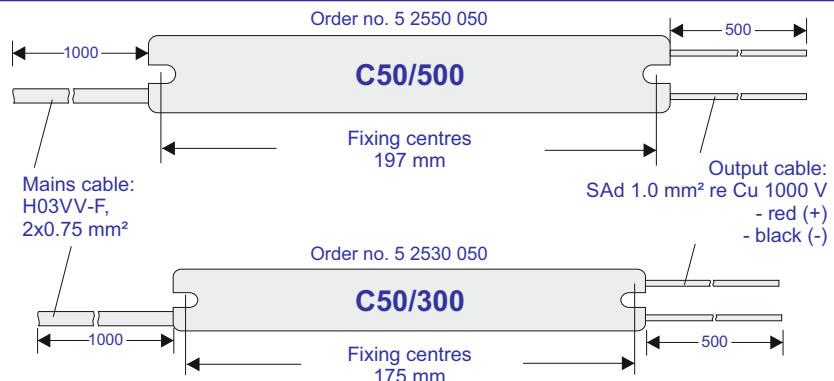 Order no. 5 2550 050
1000
500
C50/500
Fixing centres
197 mm
Mains cable:
H03VV-F,
2x0.75 mm²
Output cable:
SAd 1.0 mm² re Cu 1000 V
- red (+)
- black (-)
Order no. 5 2530 050
C50/300
1000
500
Fixing centres
175 mm